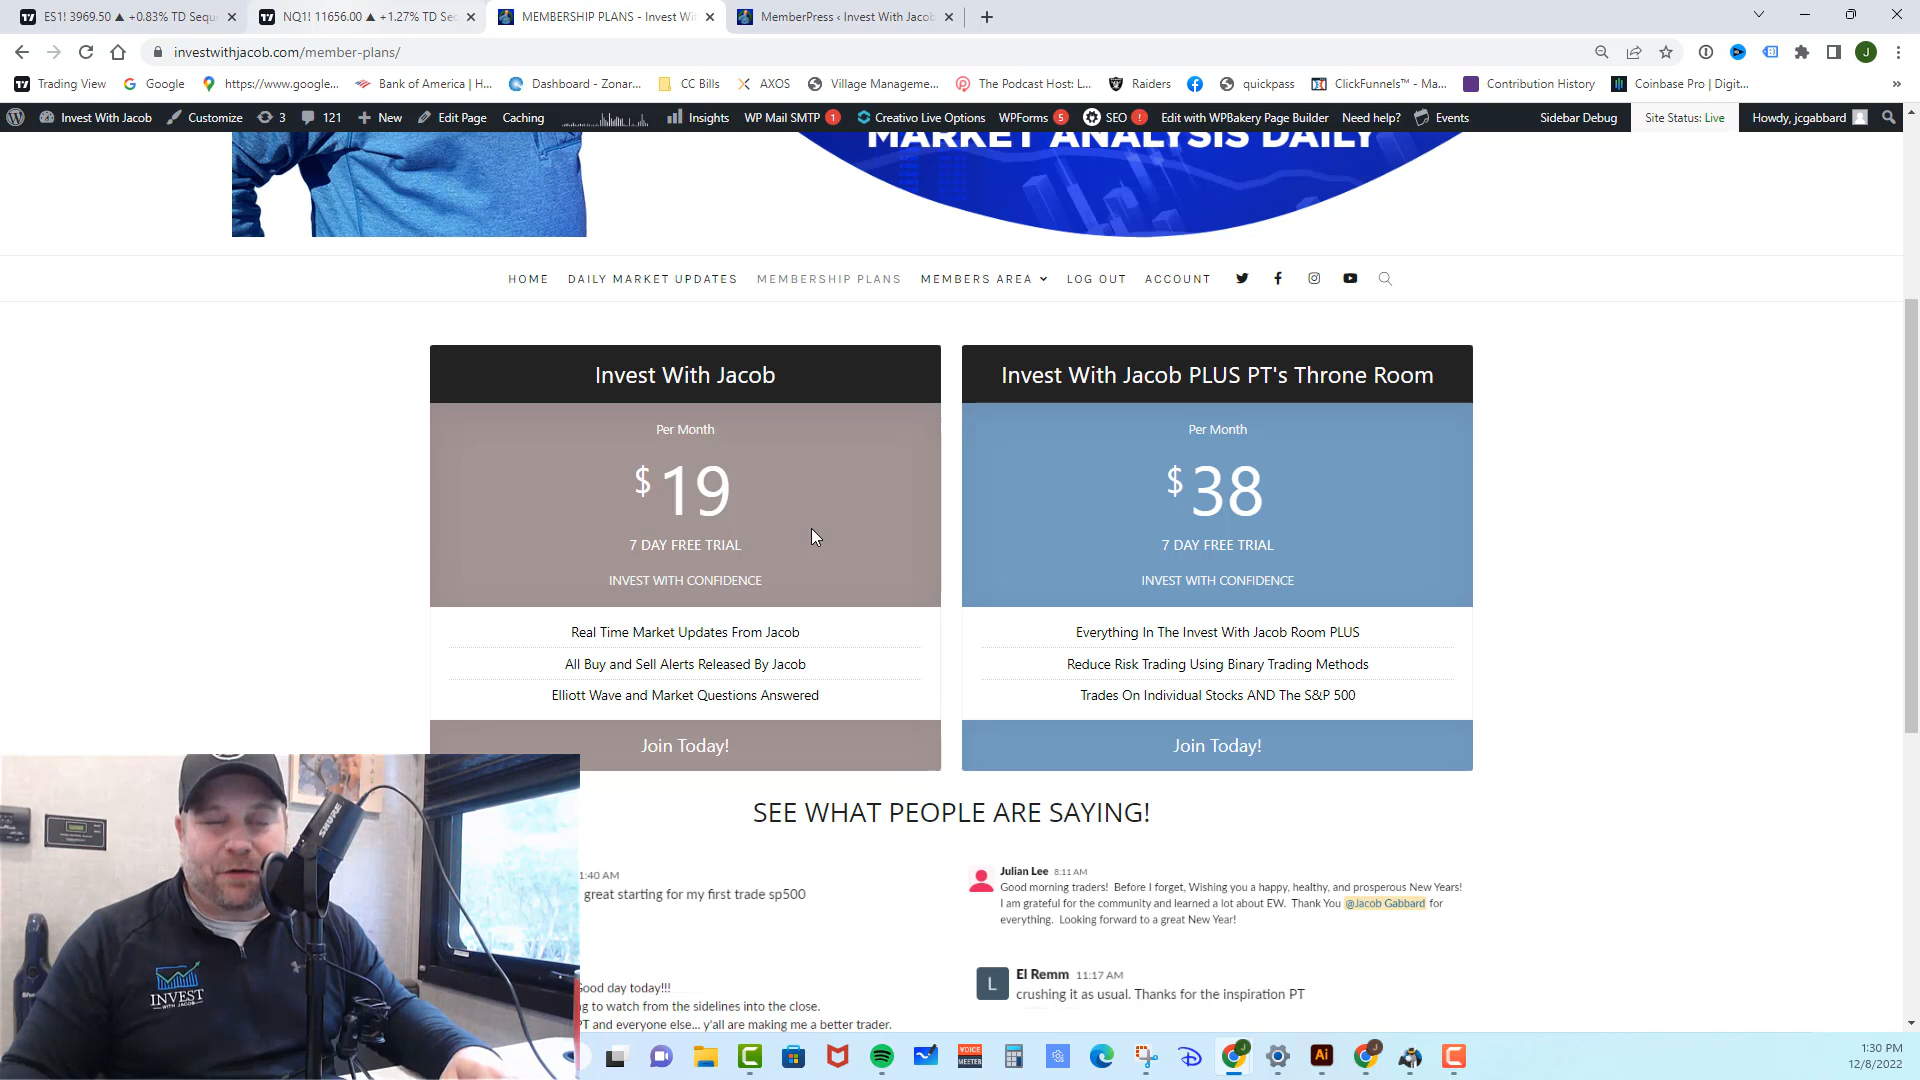 ES1! 3969.50 ▲ +0.83% TD Sequ
NQ1! 11656.00 ▲ +1.27% TD Se
MEMBERSHIP PLANS - Invest Wi
MemberPress ‹ Invest With Jacob
investwithjacob.com/member-plans/
Trading View
Google
https://www.google...
Bank of America | H...
Dashboard - Zonar...
CC Bills
AXOS
Village Manageme...
The Podcast Host: L...
Raiders
quickpass
ClickFunnels™ - Ma...
Contribution History
Coinbase Pro | Digit...
Invest With Jacob
Customize
3
121
New
Edit Page
Caching
Insights
WP Mail SMTP 1
Creativo Live Options
WPForms 5
SEO !
Edit with WPBakery Page Builder
Need help?
Events
Sidebar Debug
Site Status: Live
Howdy, jcgabbard
MARKET ANALYSIS DAILY
HOME
DAILY MARKET UPDATES
MEMBERSHIP PLANS
MEMBERS AREA
LOG OUT
ACCOUNT
Invest With Jacob
Per Month
$19
7 DAY FREE TRIAL
INVEST WITH CONFIDENCE
Real Time Market Updates From Jacob
All Buy and Sell Alerts Released By Jacob
Elliott Wave and Market Questions Answered
Join Today!
Invest With Jacob PLUS PT's Throne Room
Per Month
$38
7 DAY FREE TRIAL
INVEST WITH CONFIDENCE
Everything In The Invest With Jacob Room PLUS
Reduce Risk Trading Using Binary Trading Methods
Trades On Individual Stocks AND The S&P 500
Join Today!
SEE WHAT PEOPLE ARE SAYING!
1:40 AM
great starting for my first trade sp500
Julian Lee 8:11 AM
Good morning traders! Before I forget, Wishing you a happy, healthy, and prosperous New Years!
I am grateful for the community and learned a lot about EW. Thank You @Jacob Gabbard for
everything. Looking forward to a great New Year!
Good day today!!!
g to watch from the sidelines into the close.
PT and everyone else... y'all are making me a better trader.
L
El Remm 11:17 AM
crushing it as usual. Thanks for the inspiration PT
SHURE
INVEST
WITH JACOB
VOICE
MEETER
Ai
1:30 PM
12/8/2022